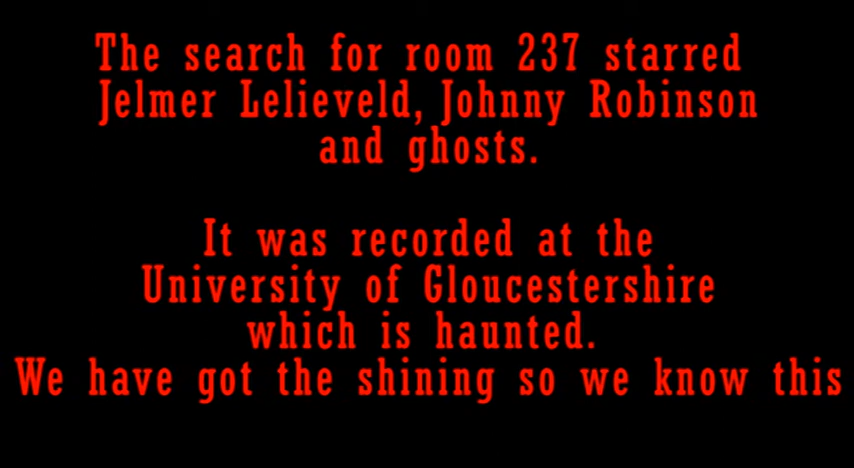 The search for room 237 starred
Jelmer Lelieveld, Johnny Robinson
and ghosts.
It was recorded at the
University of Gloucestershire
which is haunted.
We have got the shining so we know this